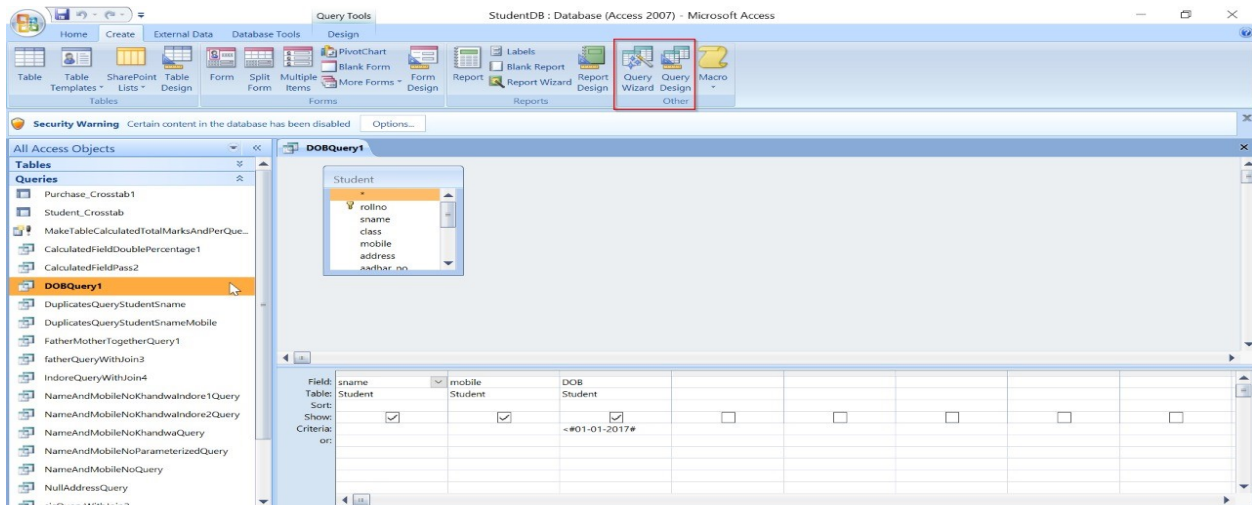 Query Tools
StudentDB : Database (Access 2007) - Microsoft Access
Home Create External Data Database Tools Design
Table
Table Templates
SharePoint Lists
Table Design
Tables
Form
Split Form
Multiple Items
PivotChart
Blank Form
More Forms
Form Design
Forms
Report
Labels
Blank Report
Report Wizard
Report Design
Reports
Query Wizard
Query Design
Macro
Other
Security Warning Certain content in the database has been disabled Options...
All Access Objects
Tables
Queries
Purchase_Crosstab1
Student_Crosstab
MakeTableCalculatedTotalMarksAndPerQue...
CalculatedFieldDoublePercentage1
CalculatedFieldPass2
DOBQuery1
DuplicatesQueryStudentSname
DuplicatesQueryStudentSnameMobile
FatherMotherTogetherQuery1
fatherQueryWithJoin3
IndoreQueryWithJoin4
NameAndMobileNoKhandwaIndore1Query
NameAndMobileNoKhandwaIndore2Query
NameAndMobileNoKhandwaQuery
NameAndMobileNoParameterizedQuery
NameAndMobileNoQuery
NullAddressQuery
DOBQuery1
Student
*
rollno
sname
class
mobile
address
aadhar_no
Field: sname mobile DOB
Table: Student Student Student
Sort:
Show:
Criteria: <#01-01-2017#
or: